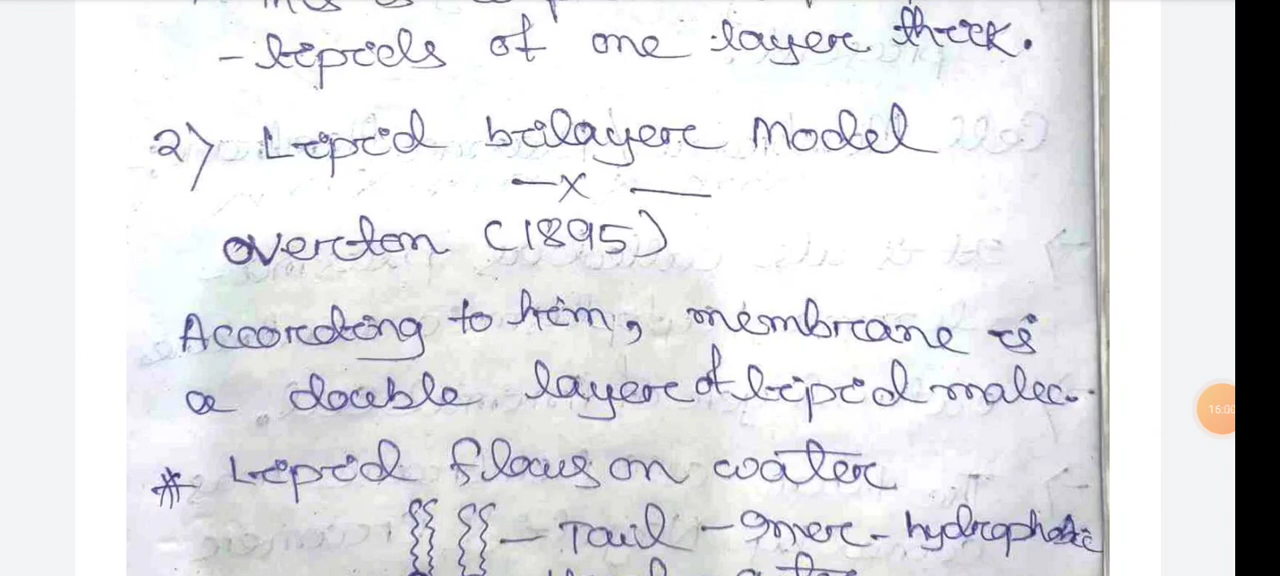 - lipids of one layer thick.
2) Lipid bilayer Model
— x —
overton (1895)
According to him, membrane is
a double layer of lipid molec.
* Lipid flows on water
- Tail - Inner - hydrophobic